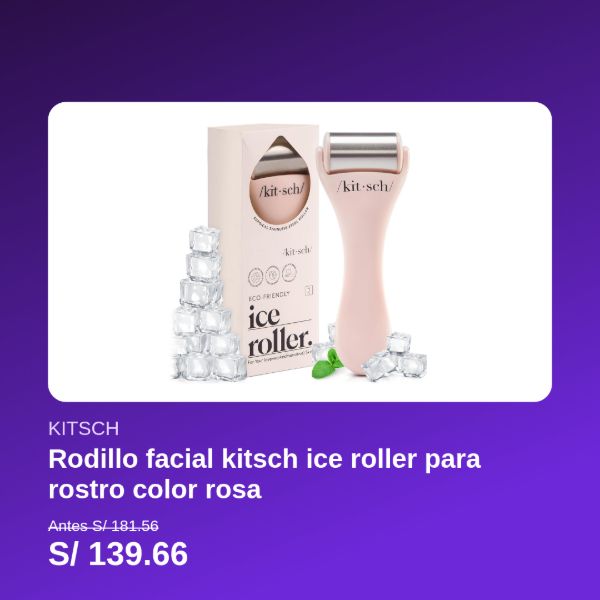 /kit·sch/
/kit·sch/
·kit·sch/
ECO-FRIENDLY
ice
roller.
KITSCH
Rodillo facial kitsch ice roller para
rostro color rosa
Antes S/ 181.56
S/ 139.66